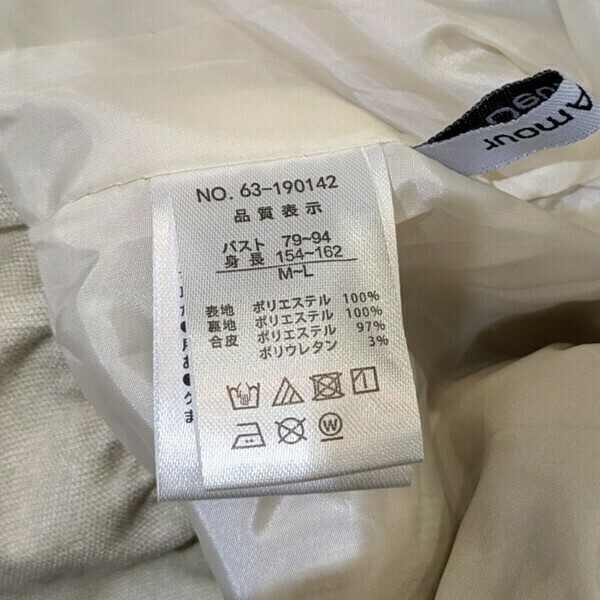 Amour
NO. 63-190142
品質表示
バスト 79~94
身長 154~162
M~L
表地 ポリエステル 100%
裏地 ポリエステル 100%
合皮 ポリエステル 97%
ポリウレタン 3%
W